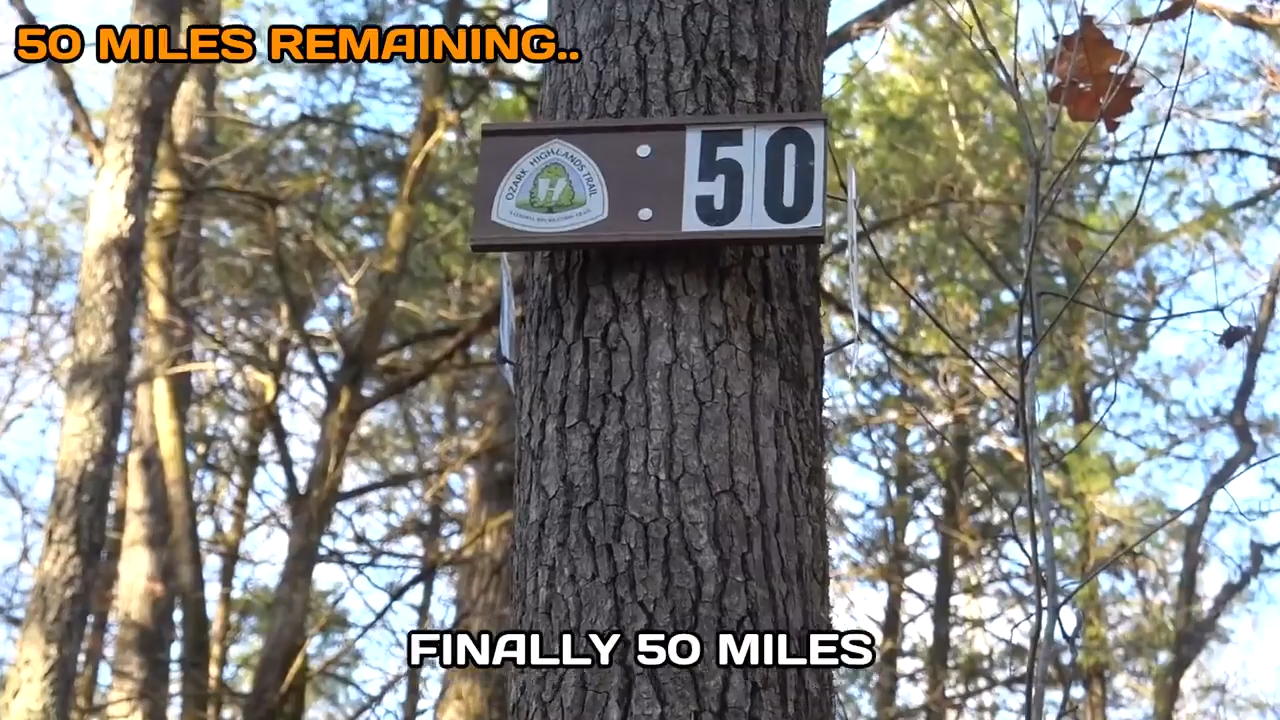 50 MILES REMAINING..
OZARK HIGHLANDS TRAIL
H
50
FINALLY 50 MILES